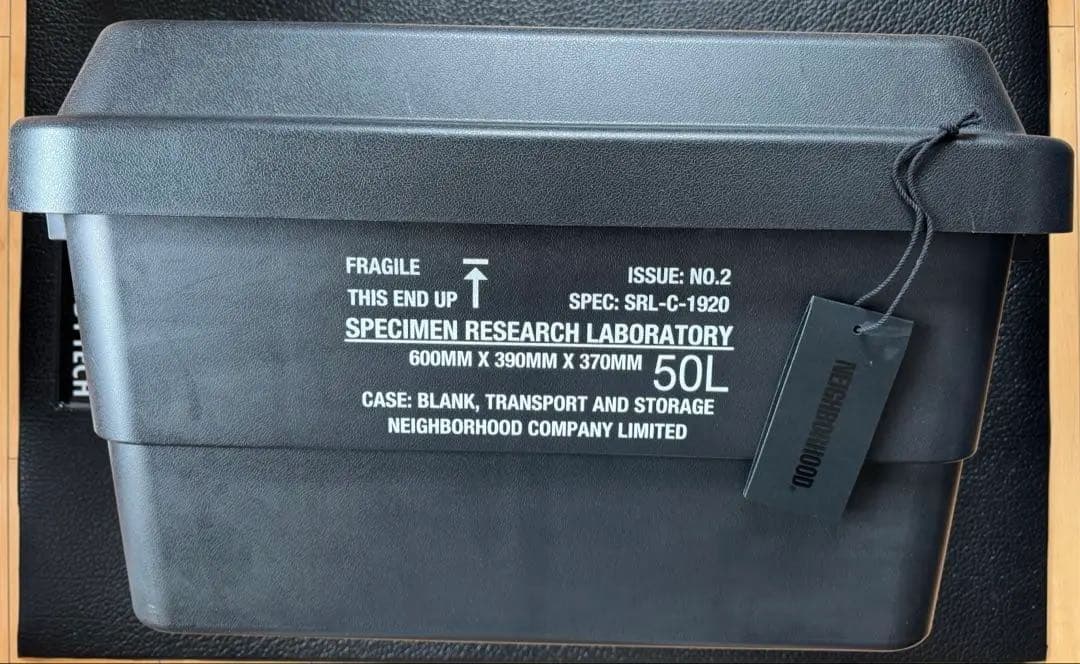 FRAGILE
THIS END UP
ISSUE: NO.2
SPEC: SRL-C-1920
SPECIMEN RESEARCH LABORATORY
600MM X 390MM X 370MM 50L
CASE: BLANK, TRANSPORT AND STORAGE
NEIGHBORHOOD COMPANY LIMITED
NEIGHBORHOOD